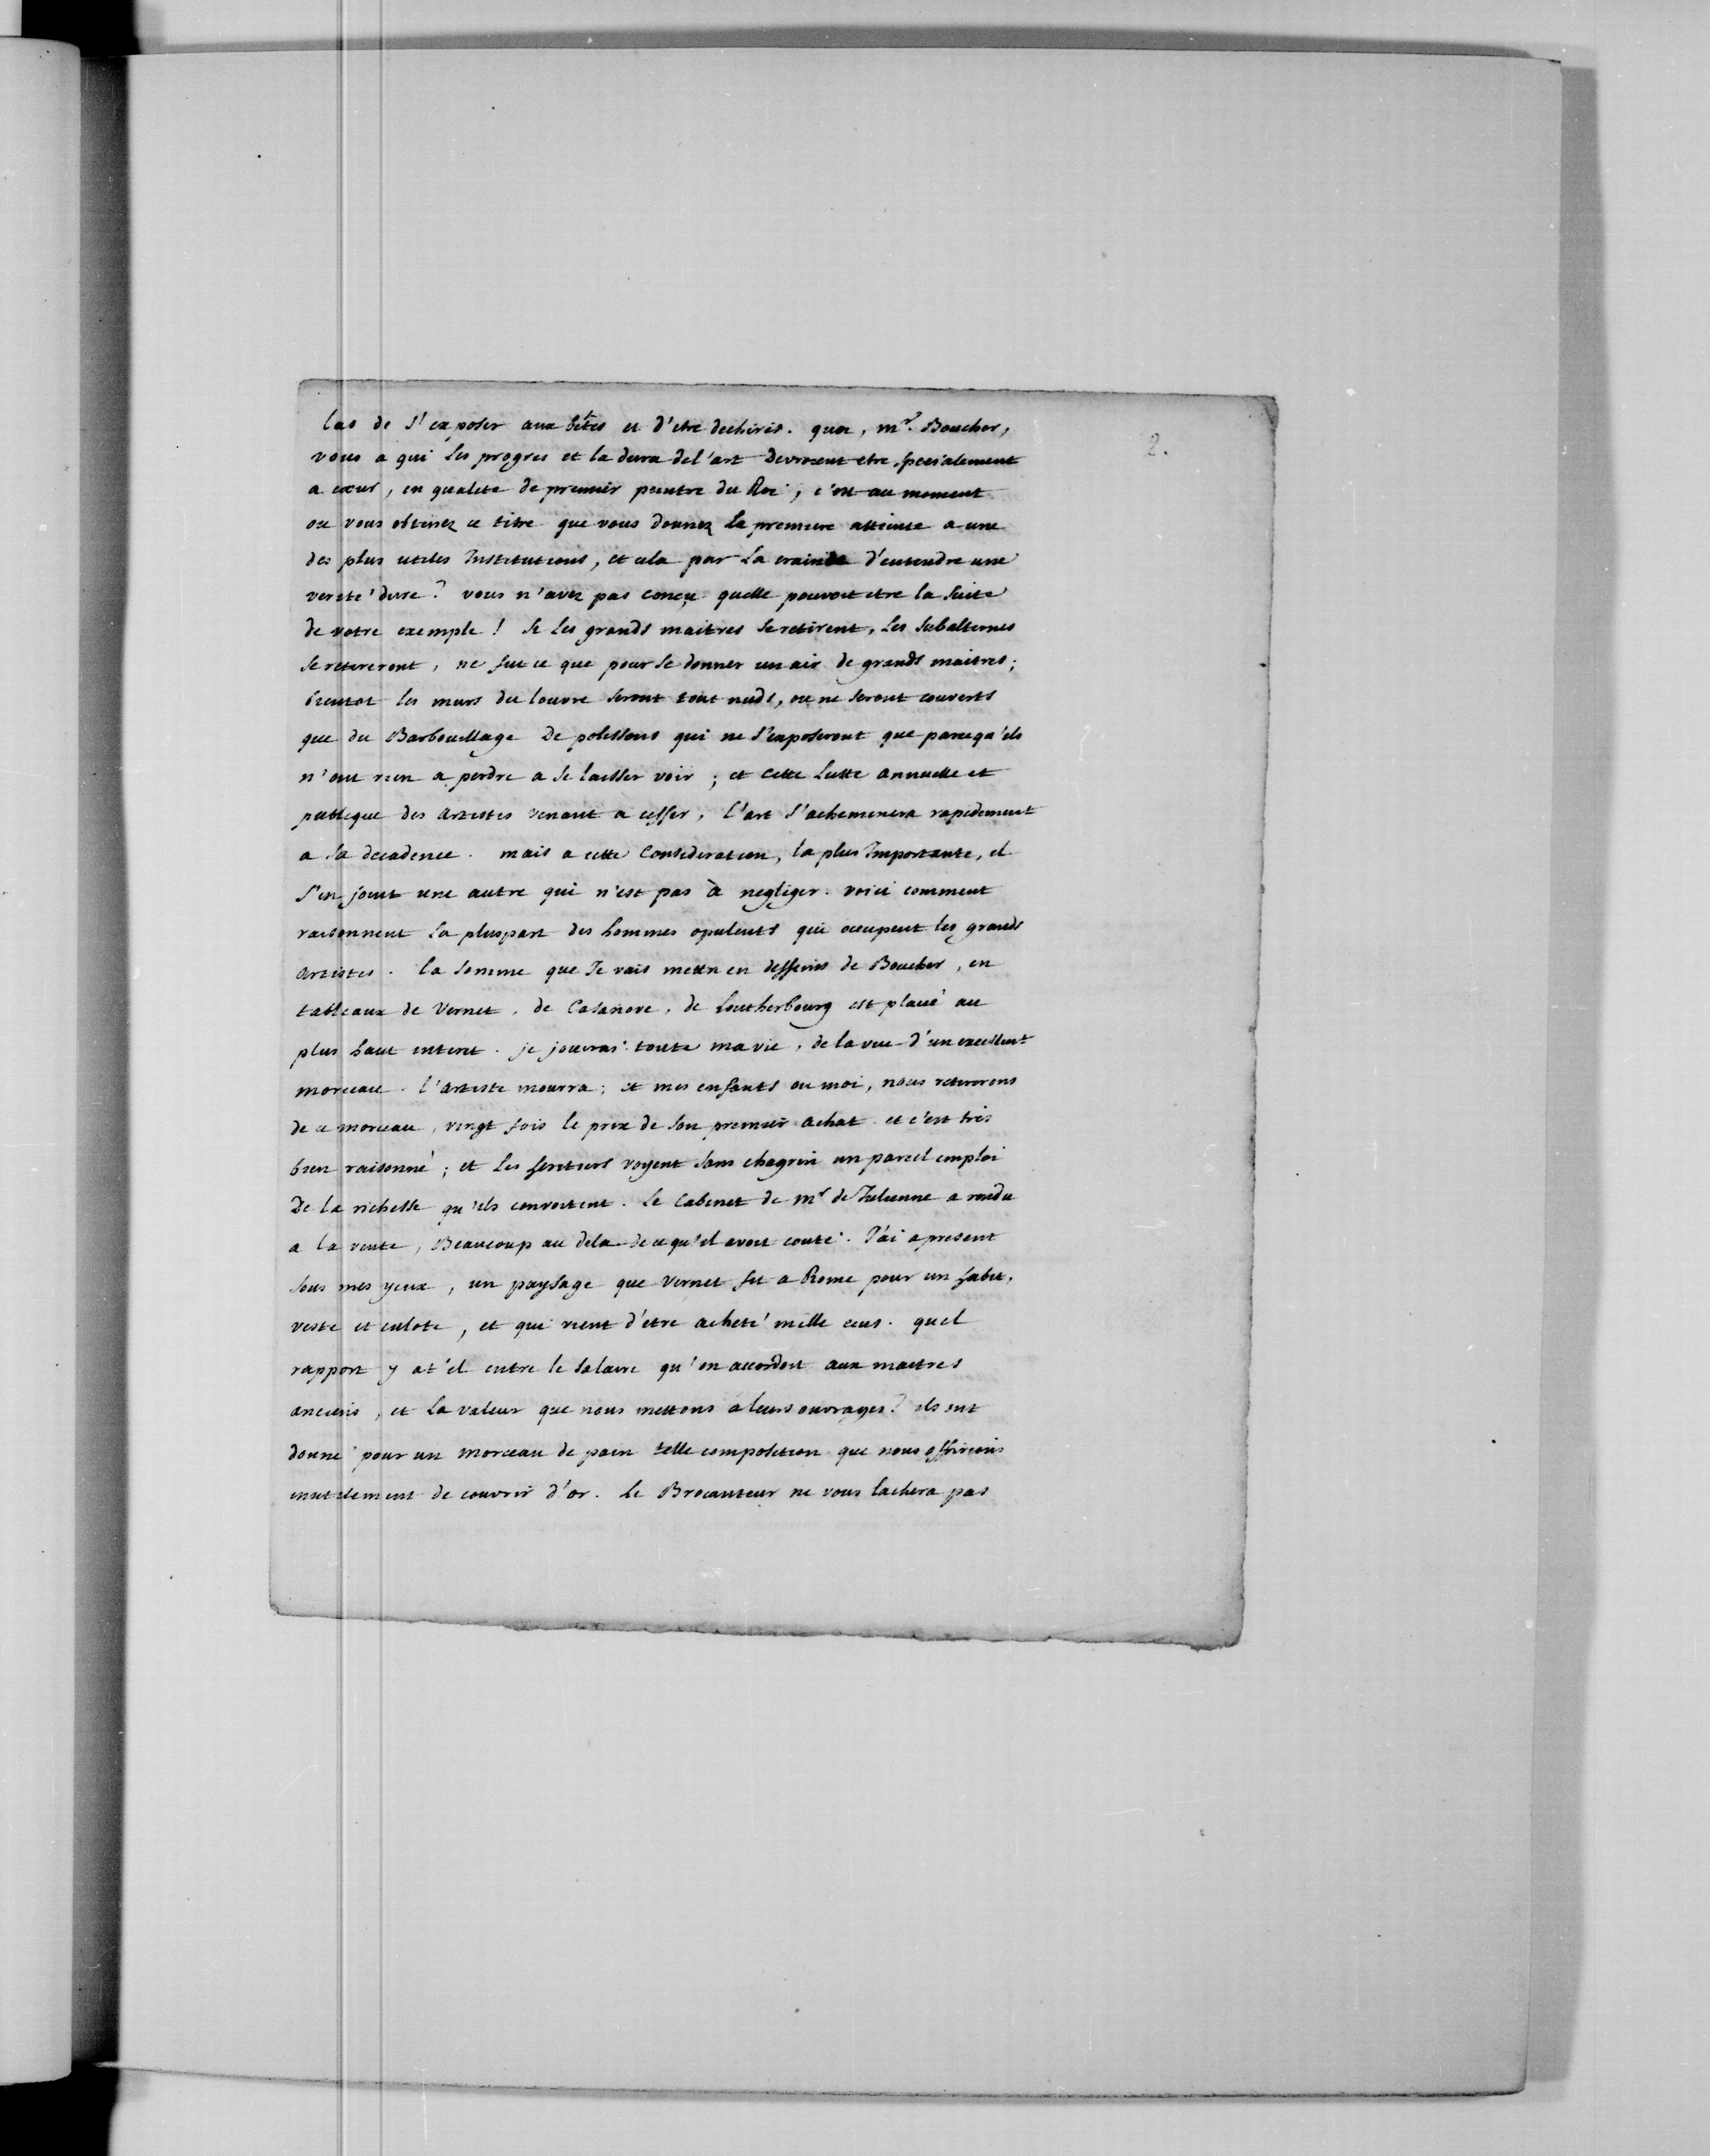 2.
las de s'exposer aux bêtes et d'etre dechirés. quoi, mr. Boucher,
vous a qui les progres et la durée de l'art devroient etre specialement
a cœur, en qualité de premier peintre du Roi, c'est au moment
ou vous obtenez ce titre que vous donnez la premiere atteinte a une
des plus utiles Institutions, et cela par la crainte d'entendre une
verité dure? vous n'avez pas conçu quelle pouvoit etre la suite
de votre exemple! Si les grands maitres se retirent, les subalternes
se retireront, ne fut ce que pour se donner un air de grands maitres;
bientot les murs du louvre seront tout nuds, ou ne seront couverts
que du Barbouillage de polissons qui ne s'exposeront que parcequ'ils
n'ont rien a perdre a se laisser voir; et cette lutte annuelle et
publique des artistes venant a cesser, l'art s'acheminera rapidement
a sa decadence. mais a cette consideration, la plus Importante, il
s'en joint une autre qui n'est pas à negliger. voici comment
raisonnent la pluspart des hommes opulents qui occupent les grands
artistes. la somme que Je vais mettre en desseins de Boucher, en
tableaux de Vernet, de Casanove, de Loutherbourg est placé au
plus haut interet. je jouirai toute ma vie, de la vue d'un excellent
morceau. l'artiste mourra; et mes enfants ou moi, nous retirerons
de ce morceau, vingt fois le prix de son premier achat. et c'est très
bien raisonné; et les heritiers voyent sans chagrin un pareil emploi
De la richesse qu'ils convoitent. Le Cabinet de mr de Julienne a rendu
a la vente, Beaucoup au dela de ce qu'il avoit couté. J'ai apresent
sous mes yeux, un paysage que Vernet fit a Rome pour un habit,
veste et culote, et qui vient d'etre acheté mille ecus. quel
rapport y at'il entre le salaire qu'on accordoit aux maitres
anciens, et la valeur que nous mettons a leurs ouvrages? ils ont
donné pour un morceau de pain telle composition que nous offririons
inutilement de couvrir d'or. le Brocanteur ne vous lachera pas